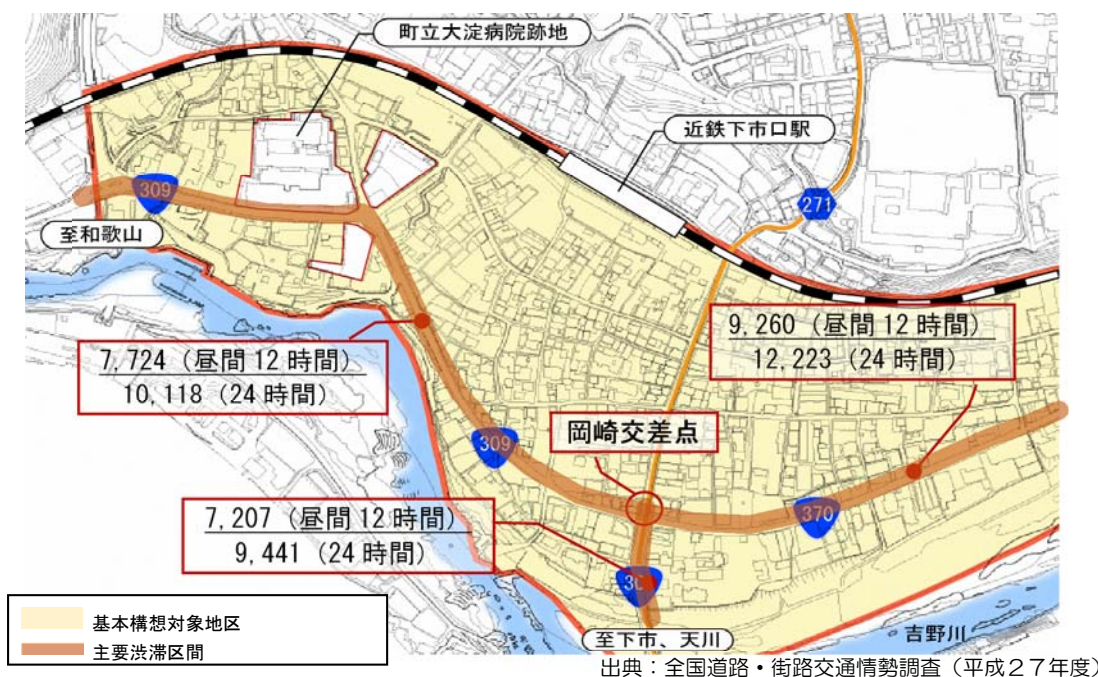 町立大淀病院跡地
近鉄下市口駅
309
271
至和歌山
9,260（昼間12時間）
12,223（24時間）
7,724（昼間12時間）
10,118（24時間）
岡崎交差点
309
7,207（昼間12時間）
9,441（24時間）
370
30
至下市、天川
吉野川
基本構想対象地区
主要渋滞区間
出典：全国道路・街路交通情勢調査（平成２７年度）